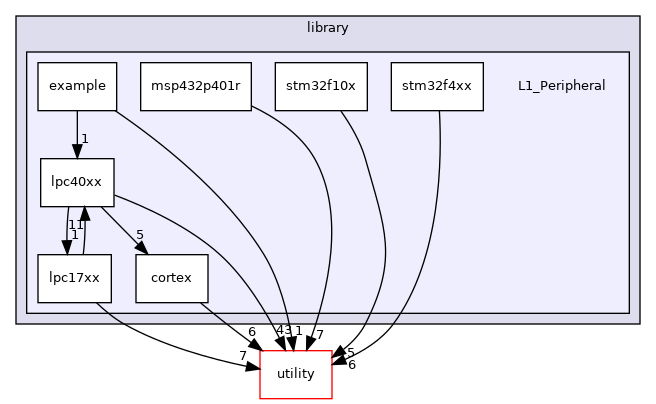 library
example
msp432p401r
stm32f10x
stm32f4xx
L1_Peripheral
1
lpc40xx
11
1
5
lpc17xx
cortex
6
43
1
7
7
5
6
utility